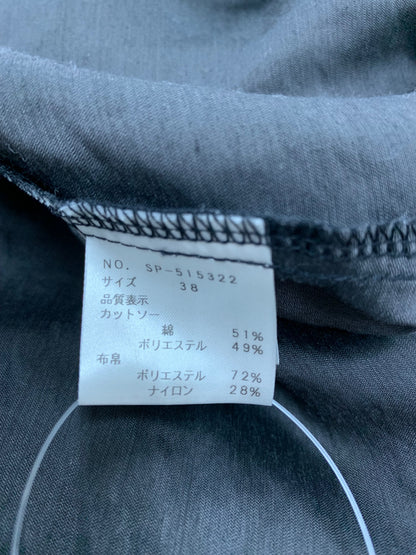 NO. SP-515322
サイズ 38
品質表示
カットソー
綿 51%
ポリエステル 49%
布帛
ポリエステル 72%
ナイロン 28%